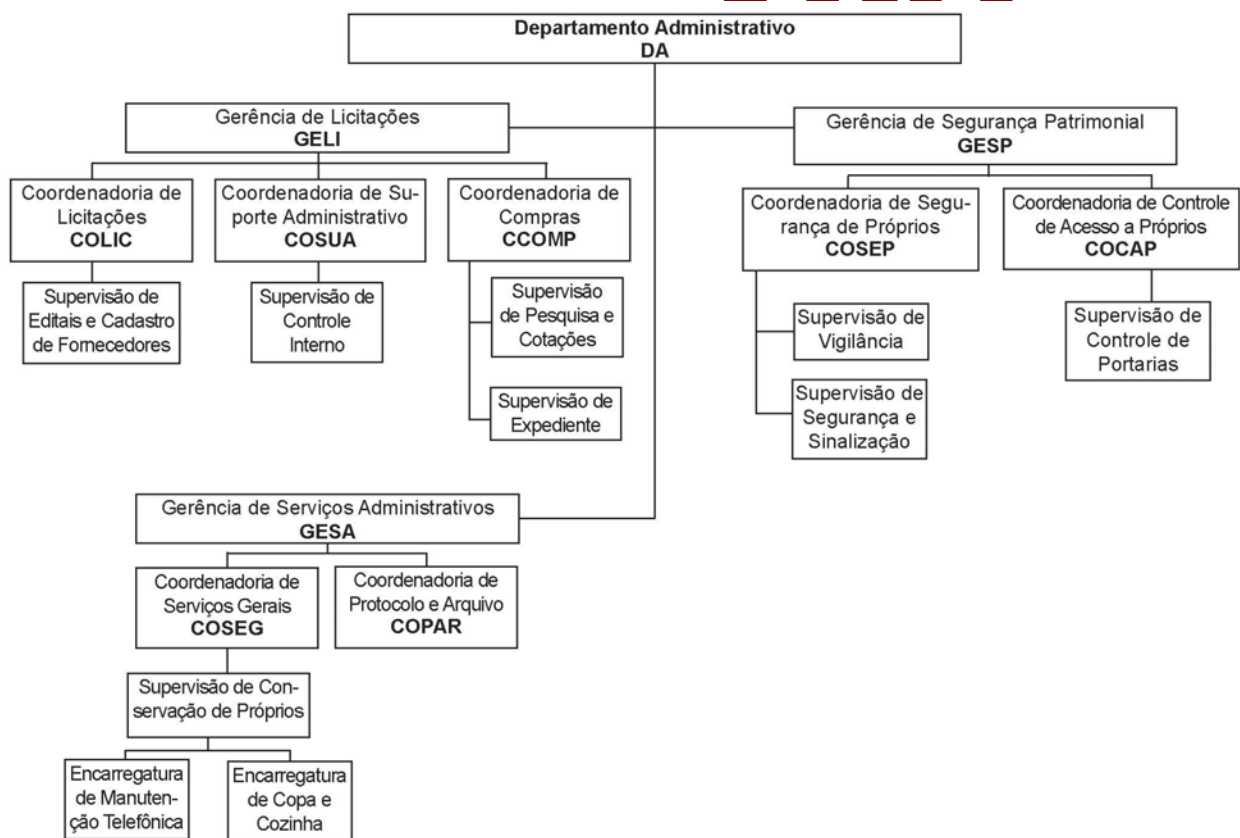 Departamento Administrativo
DA
Gerência de Licitações
GELI
Gerência de Segurança Patrimonial
GESP
Coordenadoria de
Licitações
COLIC
Coordenadoria de Su-
porte Administrativo
COSUA
Coordenadoria de
Compras
CCOMP
Coordenadoria de Segu-
rança de Próprios
COSEP
Coordenadoria de Controle
de Acesso a Próprios
COCAP
Supervisão de
Editais e Cadastro
de Fornecedores
Supervisão de
Controle
Interno
Supervisão
de Pesquisa e
Cotações
Supervisão de
Expediente
Supervisão de
Vigilância
Supervisão de
Segurança e
Sinalização
Supervisão de
Controle de
Portarias
Gerência de Serviços Administrativos
GESA
Coordenadoria de
Serviços Gerais
COSEG
Coordenadoria de
Protocolo e Arquivo
COPAR
Supervisão de Con-
servação de Próprios
Encarregatura
de Manuten-
ção Telefônica
Encarregatura
de Copa e
Cozinha